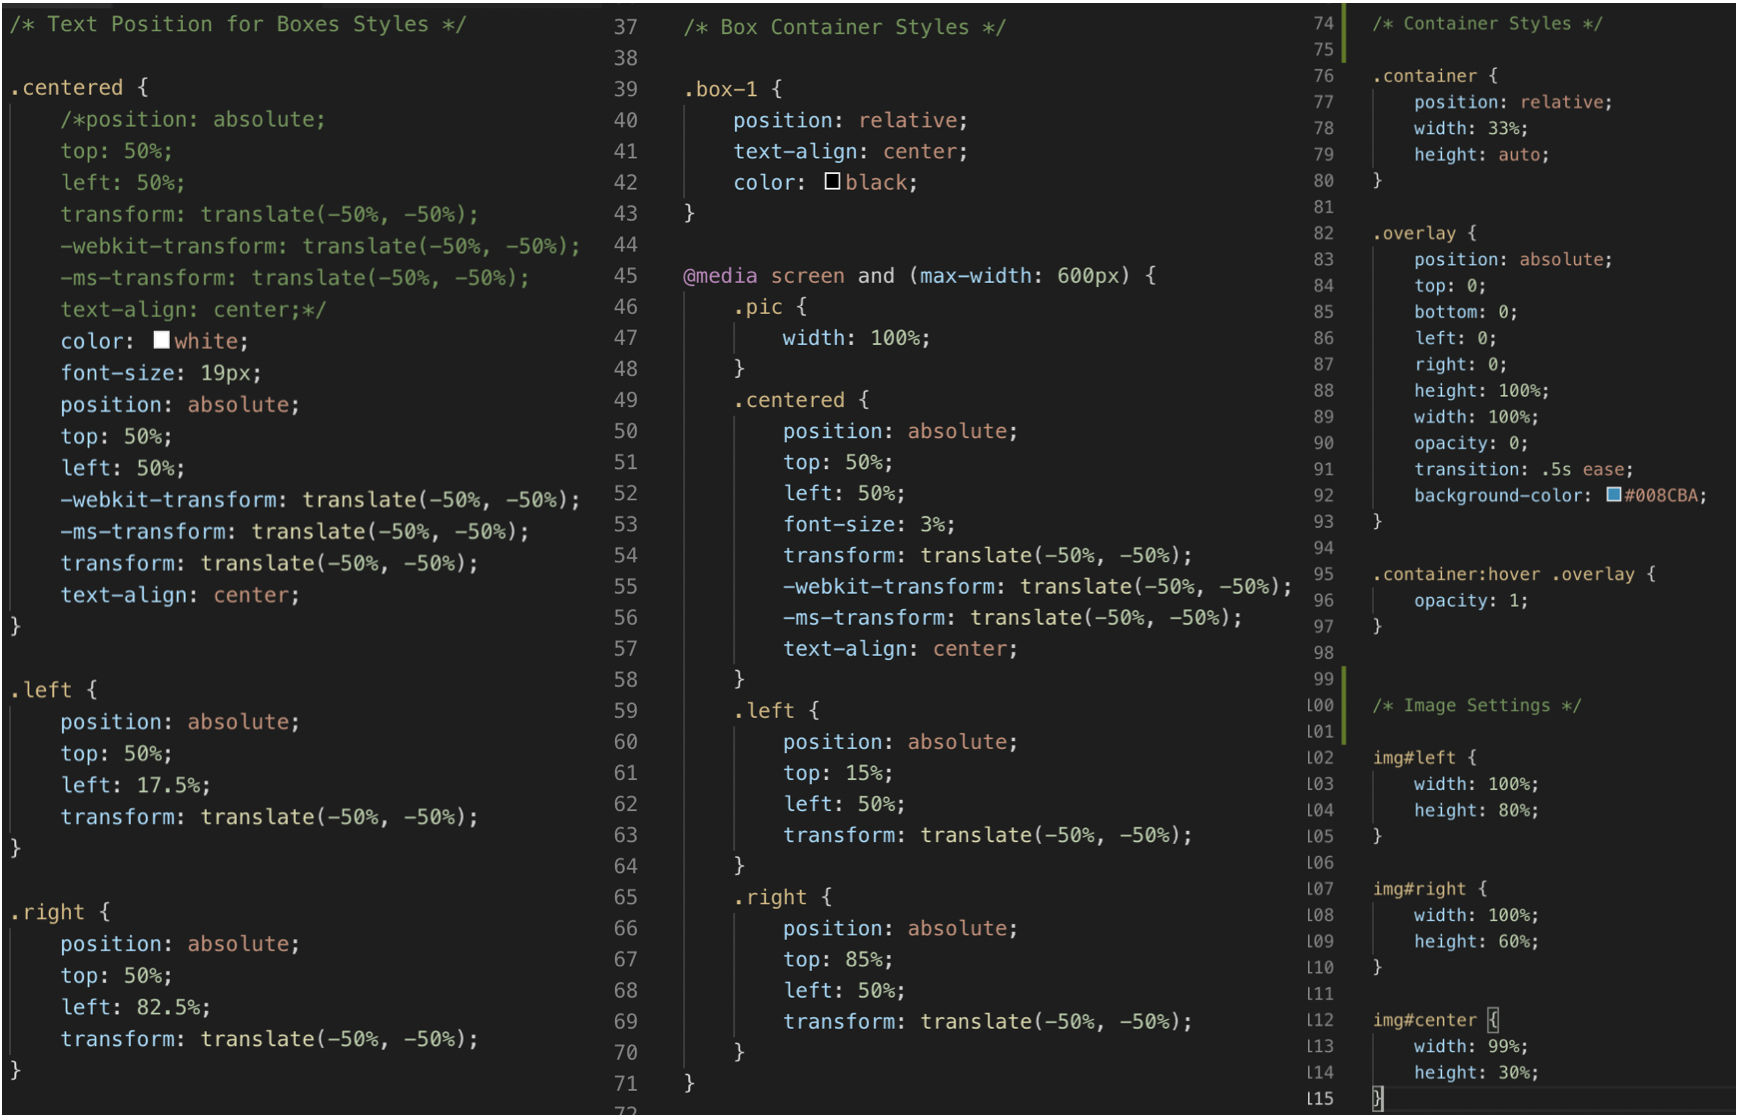 /* Text Position for Boxes Styles */
.centered {
/*position: absolute;
top: 50%;
left: 50%;
transform: translate(-50%, -50%);
-webkit-transform: translate(-50%, -50%);
-ms-transform: translate(-50%, -50%);
text-align: center;*/
color: white;
font-size: 19px;
position: absolute;
top: 50%;
left: 50%;
-webkit-transform: translate(-50%, -50%);
-ms-transform: translate(-50%, -50%);
transform: translate(-50%, -50%);
text-align: center;
}
.left {
position: absolute;
top: 50%;
left: 17.5%;
transform: translate(-50%, -50%);
}
.right {
position: absolute;
top: 50%;
left: 82.5%;
transform: translate(-50%, -50%);
}
37 /* Box Container Styles */
38
39 .box-1 {
40 position: relative;
41 text-align: center;
42 color: black;
43 }
44
45 @media screen and (max-width: 600px) {
46 .pic {
47 width: 100%;
48 }
49 .centered {
50 position: absolute;
51 top: 50%;
52 left: 50%;
53 font-size: 3%;
54 transform: translate(-50%, -50%);
55 -webkit-transform: translate(-50%, -50%);
56 -ms-transform: translate(-50%, -50%);
57 text-align: center;
58 }
59 .left {
60 position: absolute;
61 top: 15%;
62 left: 50%;
63 transform: translate(-50%, -50%);
64 }
65 .right {
66 position: absolute;
67 top: 85%;
68 left: 50%;
69 transform: translate(-50%, -50%);
70 }
71 }
72
74 /* Container Styles */
75
76 .container {
77 position: relative;
78 width: 33%;
79 height: auto;
80 }
81
82 .overlay {
83 position: absolute;
84 top: 0;
85 bottom: 0;
86 left: 0;
87 right: 0;
88 height: 100%;
89 width: 100%;
90 opacity: 0;
91 transition: .5s ease;
92 background-color: #008CBA;
93 }
94
95 .container:hover .overlay {
96 opacity: 1;
97 }
98
99
100 /* Image Settings */
101
102 img#left {
103 width: 100%;
104 height: 80%;
105 }
106
107 img#right {
108 width: 100%;
109 height: 60%;
110 }
111
112 img#center {
113 width: 99%;
114 height: 30%;
115 }